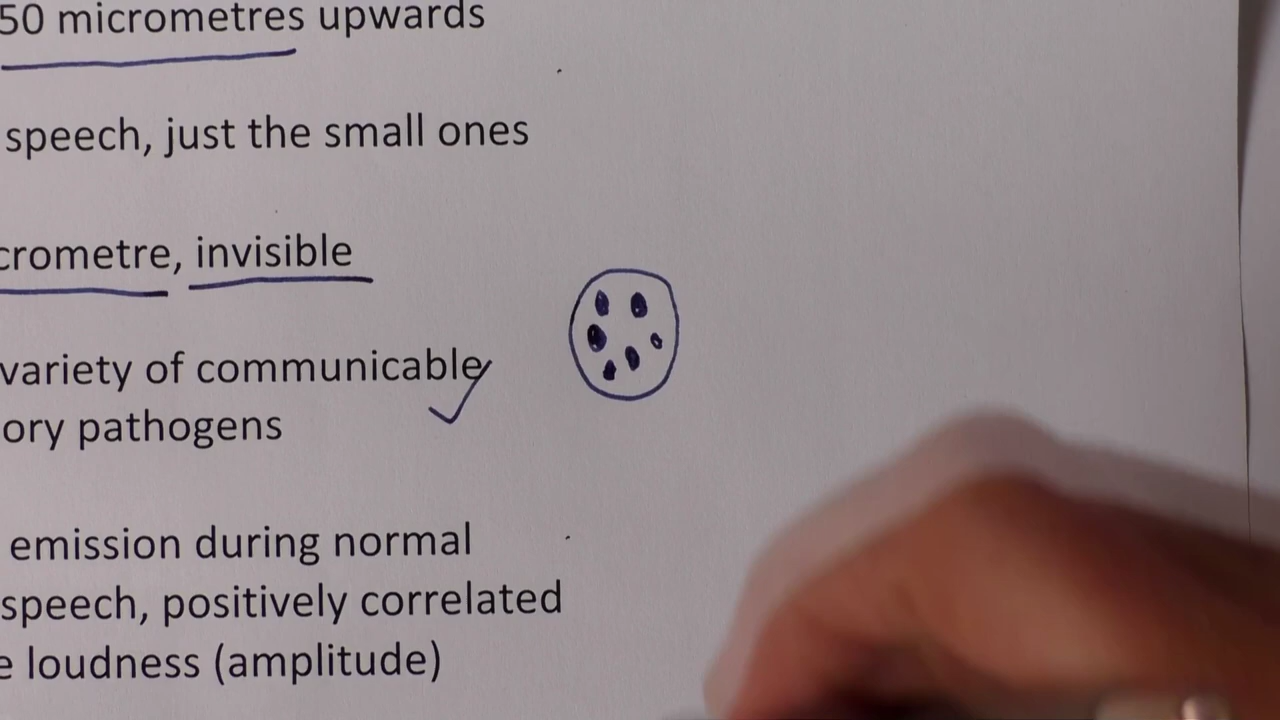 50 micrometres upwards
speech, just the small ones
crometre, invisible
variety of communicable
ory pathogens
emission during normal
speech, positively correlated
e loudness (amplitude)